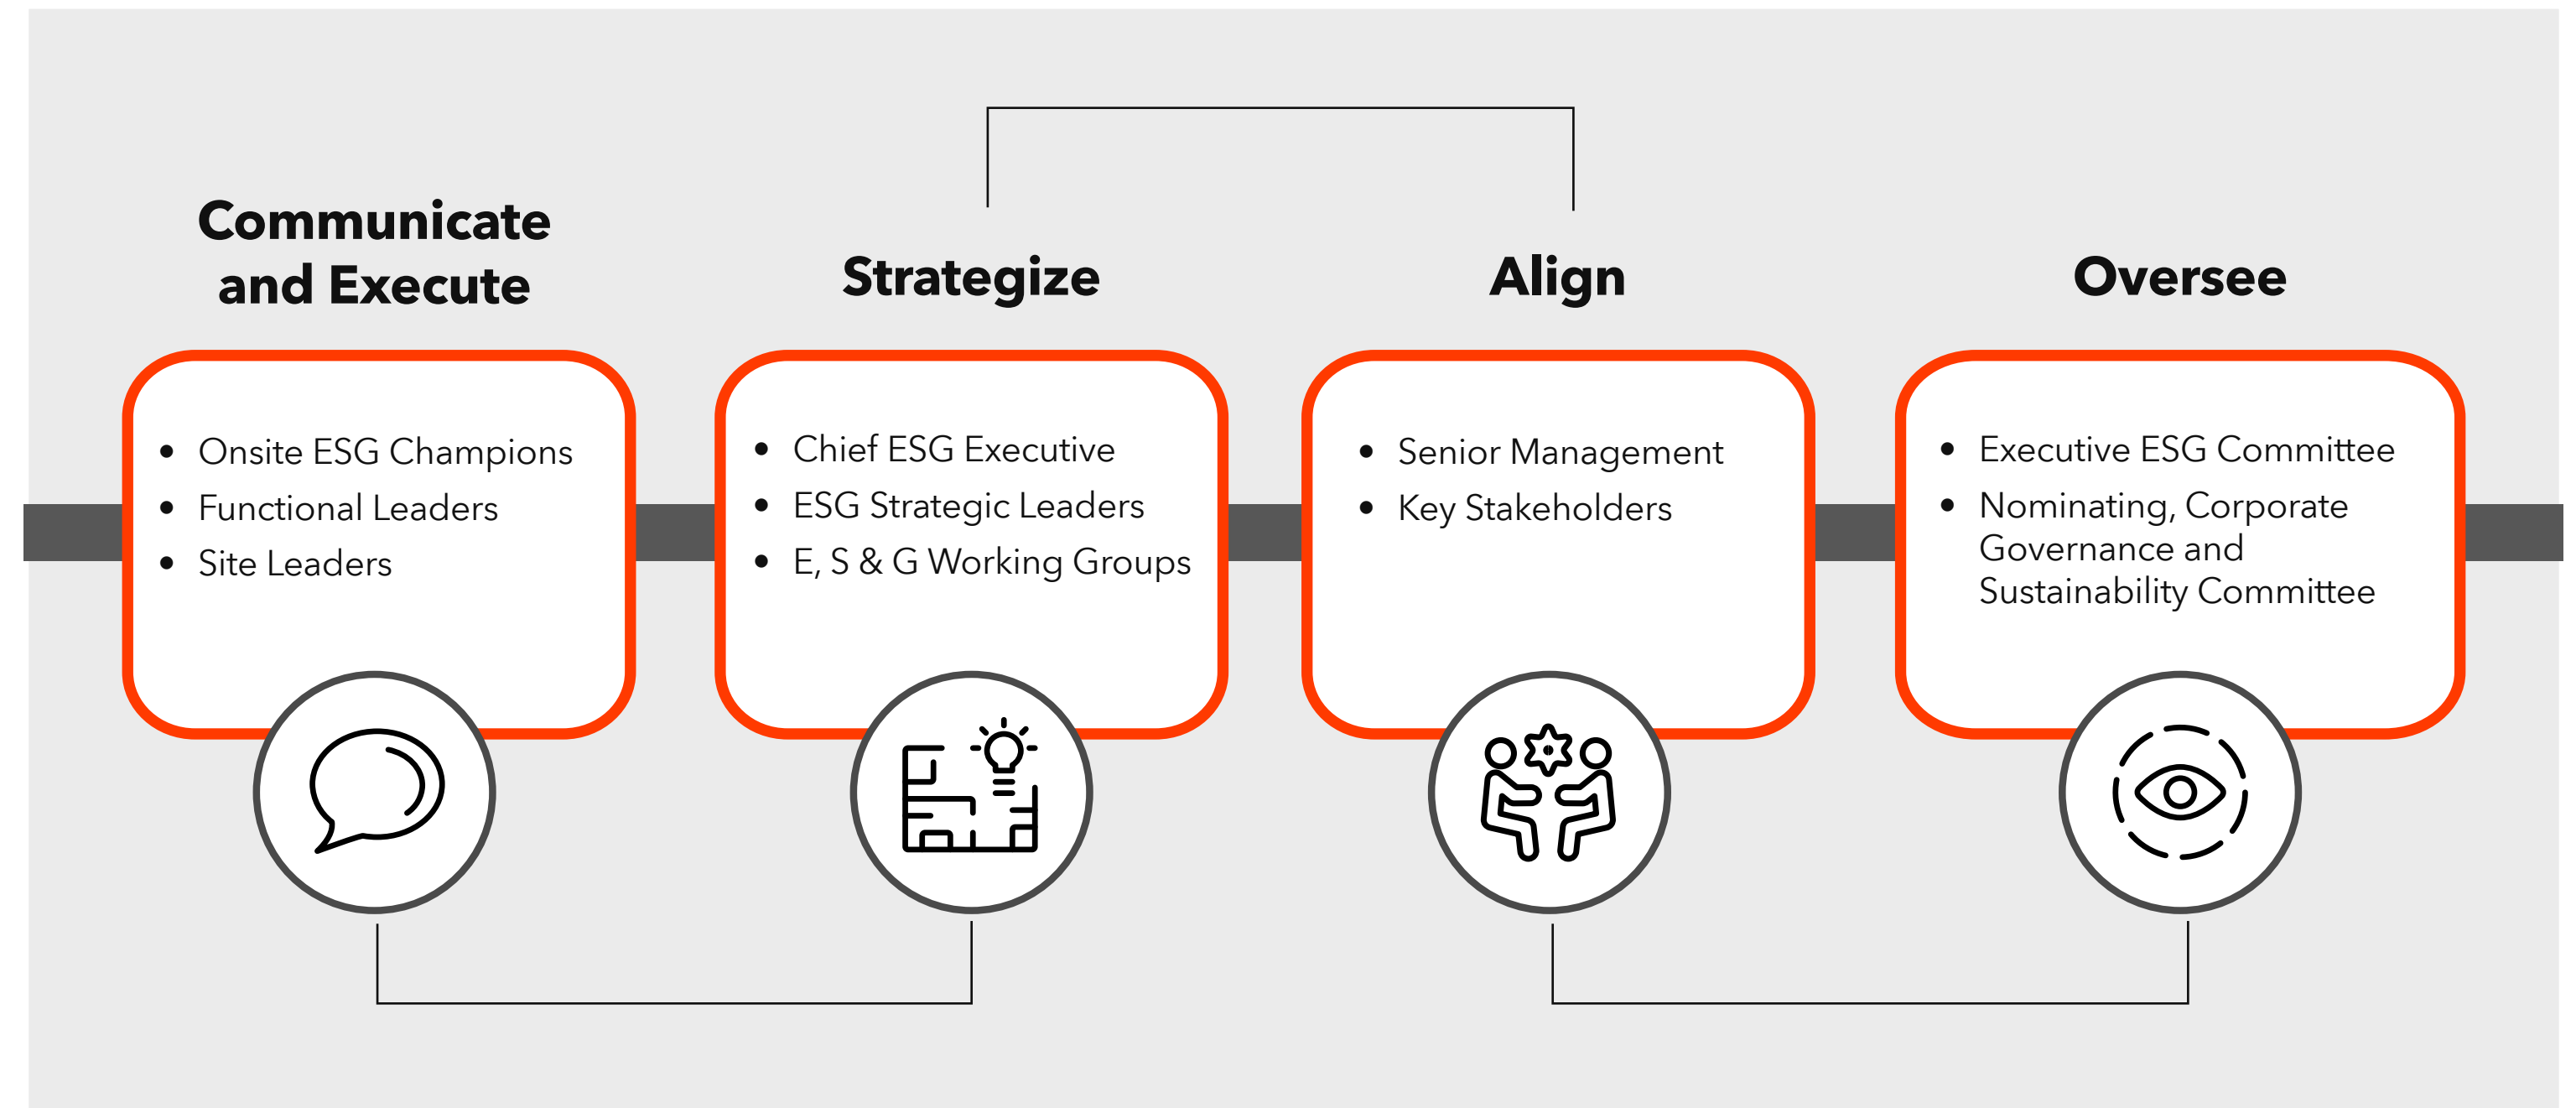 Communicate
and Execute
• Onsite ESG Champions
• Functional Leaders
• Site Leaders
Strategize
• Chief ESG Executive
• ESG Strategic Leaders
• E, S & G Working Groups
Align
• Senior Management
• Key Stakeholders
Oversee
• Executive ESG Committee
• Nominating, Corporate
Governance and
Sustainability Committee